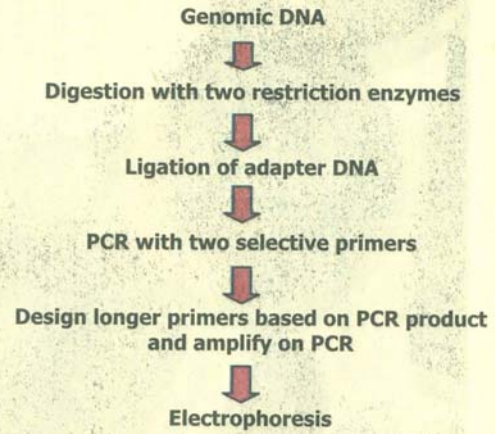 Genomic DNA
Digestion with two restriction enzymes
Ligation of adapter DNA
PCR with two selective primers
Design longer primers based on PCR product
and amplify on PCR
Electrophoresis